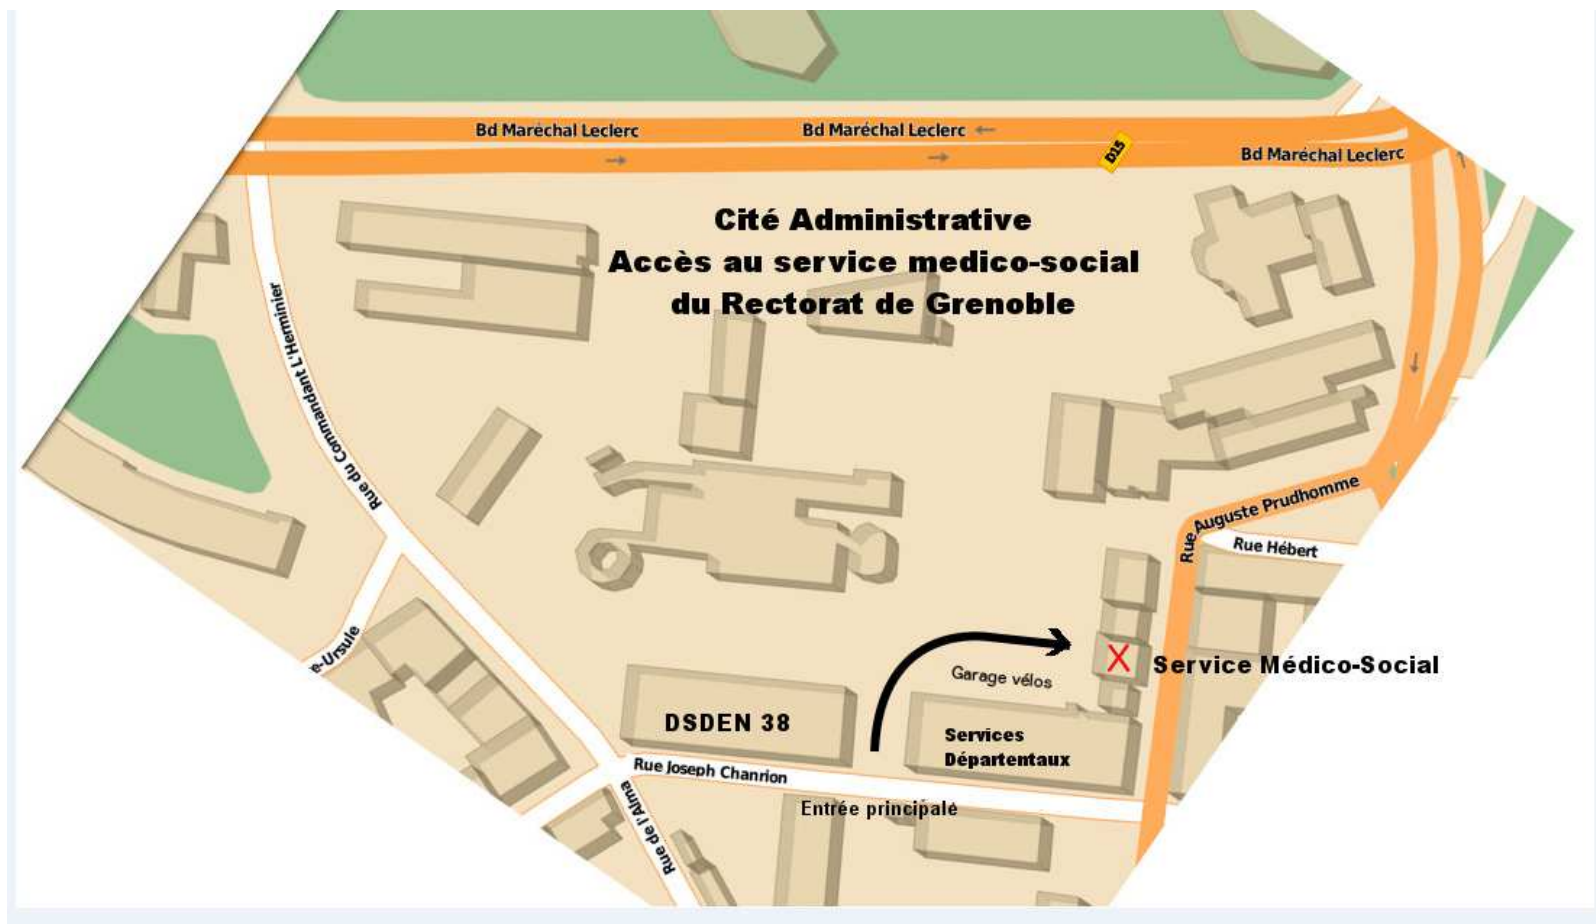 Bd Maréchal Leclerc
Bd Maréchal Leclerc
D15
Bd Maréchal Leclerc
Cité Administrative
Accès au service medico-social
du Rectorat de Grenoble
Rue du Commandant L'Herminier
Rue Auguste Prudhomme
Rue Hébert
e-Ursule
Garage vélos
Service Médico-Social
DSDEN 38
Services
Départentaux
Rue Joseph Chanrion
Entrée principale
Rue de l'Alma